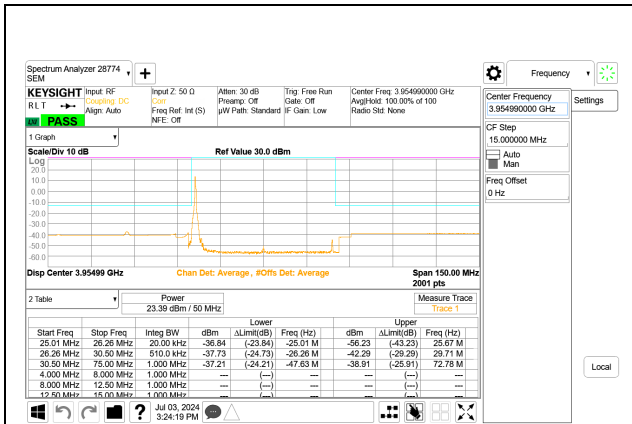 Spectrum Analyzer 28774
SEM
+
Frequency
KEYSIGHT
RLT
LXI PASS
Input: RF
Coupling: DC
Align: Auto
Input Z: 50 Ω
Corr
Freq Ref: Int (S)
NFE: Off
Atten: 30 dB
Preamp: Off
µW Path: Standard
Trig: Free Run
Gate: Off
IF Gain: Low
Center Freq: 3.954990000 GHz
Avg|Hold: 100.00% of 100
Radio Std: None
Center Frequency
3.954990000 GHz
Settings
CF Step
15.000000 MHz
Auto
Man
Freq Offset
0 Hz
Local
1 Graph
Scale/Div 10 dB
Ref Value 30.0 dBm
Log
20.0
10.0
0.00
-10.0
-20.0
-30.0
-40.0
-50.0
-60.0
Disp Center 3.95499 GHz
Chan Det: Average, #Offs Det: Average
Span 150.00 MHz
2001 pts
2 Table
Power
23.39 dBm / 50 MHz
Measure Trace
Trace 1
Lower Upper
Start Freq Stop Freq Integ BW dBm ΔLimit(dB) Freq (Hz) dBm ΔLimit(dB) Freq (Hz)
25.01 MHz 26.26 MHz 20.00 kHz -36.84 (-23.84) -25.01 M -56.23 (-43.23) 25.67 M
26.26 MHz 30.50 MHz 510.0 kHz -37.73 (-24.73) -26.26 M -42.29 (-29.29) 29.71 M
30.50 MHz 75.00 MHz 1.000 MHz -37.21 (-24.21) -47.63 M -38.91 (-25.91) 72.78 M
4.000 MHz 8.000 MHz 1.000 MHz --- (---) --- --- (---) ---
8.000 MHz 12.50 MHz 1.000 MHz --- (---) --- --- (---) ---
12.50 MHz 15.00 MHz 1.000 MHz --- (---) --- --- (---) ---
?
Jul 03, 2024
3:24:19 PM